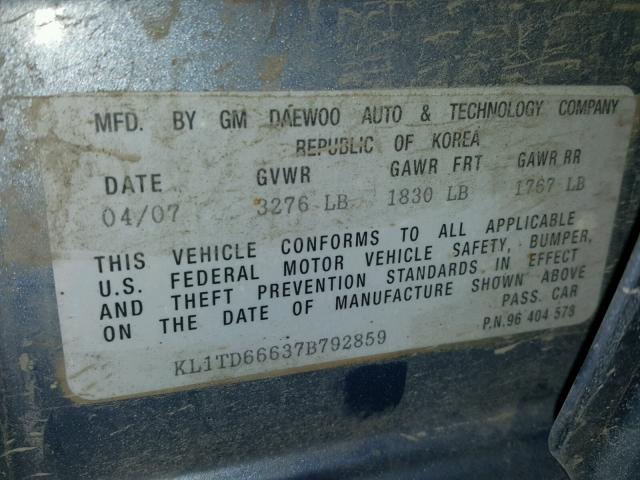 MFD. BY GM DAEWOO AUTO & TECHNOLOGY COMPANY
REPUBLIC OF KOREA
DATE GVWR GAWR FRT GAWR RR
04/07 3276 LB 1830 LB 1767 LB
THIS VEHICLE CONFORMS TO ALL APPLICABLE
U.S. FEDERAL MOTOR VEHICLE SAFETY, BUMPER,
AND THEFT PREVENTION STANDARDS IN EFFECT
ON THE DATE OF MANUFACTURE SHOWN ABOVE
PASS. CAR
P.N.96 404 573
KL1TD66637B792859